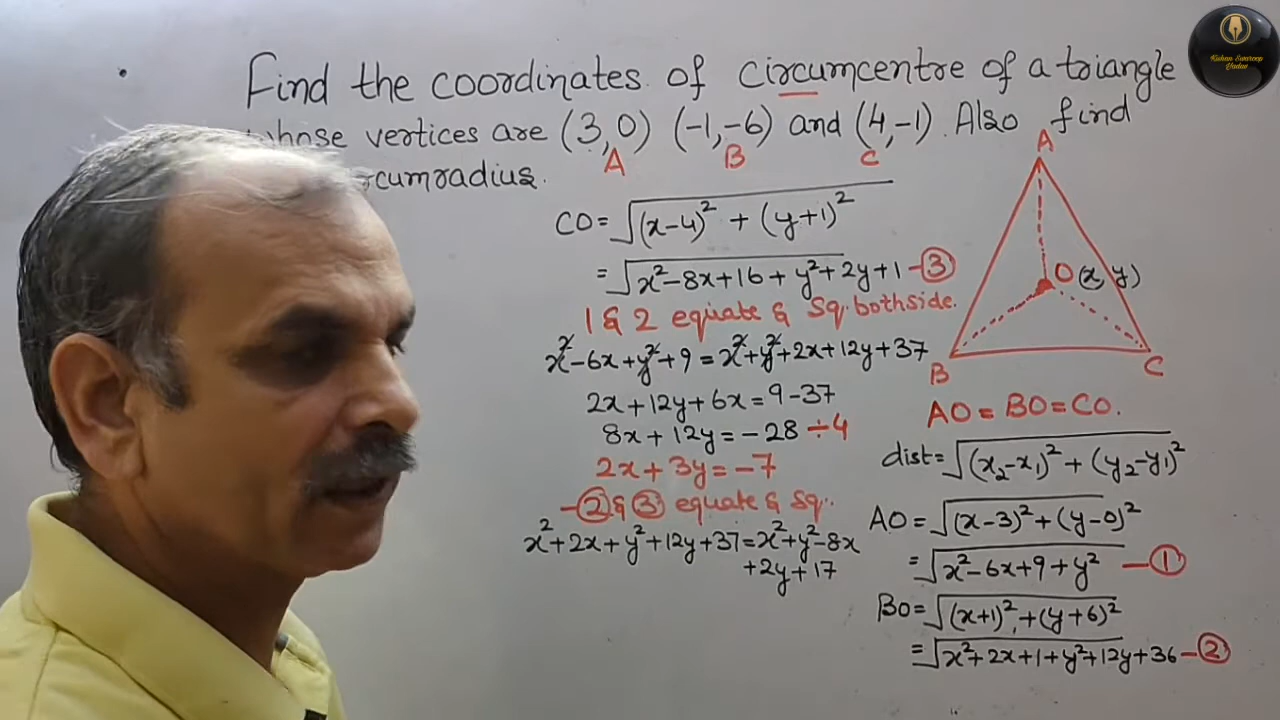 Find the coordinates of circumcentre of a triangle
whose vertices are (3,0) (-1,-6) and (4,-1). Also find
A B C
rcumradius.
CO = √(x-4)² + (y+1)²
= √x²-8x+16+y²+2y+1 -③
1 & 2 equate & Sq. bothside.
x²-6x+y²+9 = x²+y²+2x+12y+37
2x+12y+6x = 9-37
8x+12y = -28 ÷4
2x+3y = -7
-② & ③ equate & Sq.
x²+2x+y²+12y+37 = x²+y²-8x
+2y+17
A
O (x, y)
B
C
AO = BO = CO.
dist = √(x₂-x₁)² + (y₂-y₁)²
AO = √(x-3)² + (y-0)²
= √x²-6x+9+y² -①
BO = √(x+1)² + (y+6)²
= √x²+2x+1+y²+12y+36 -②
Kishan Swaroop
Yadav